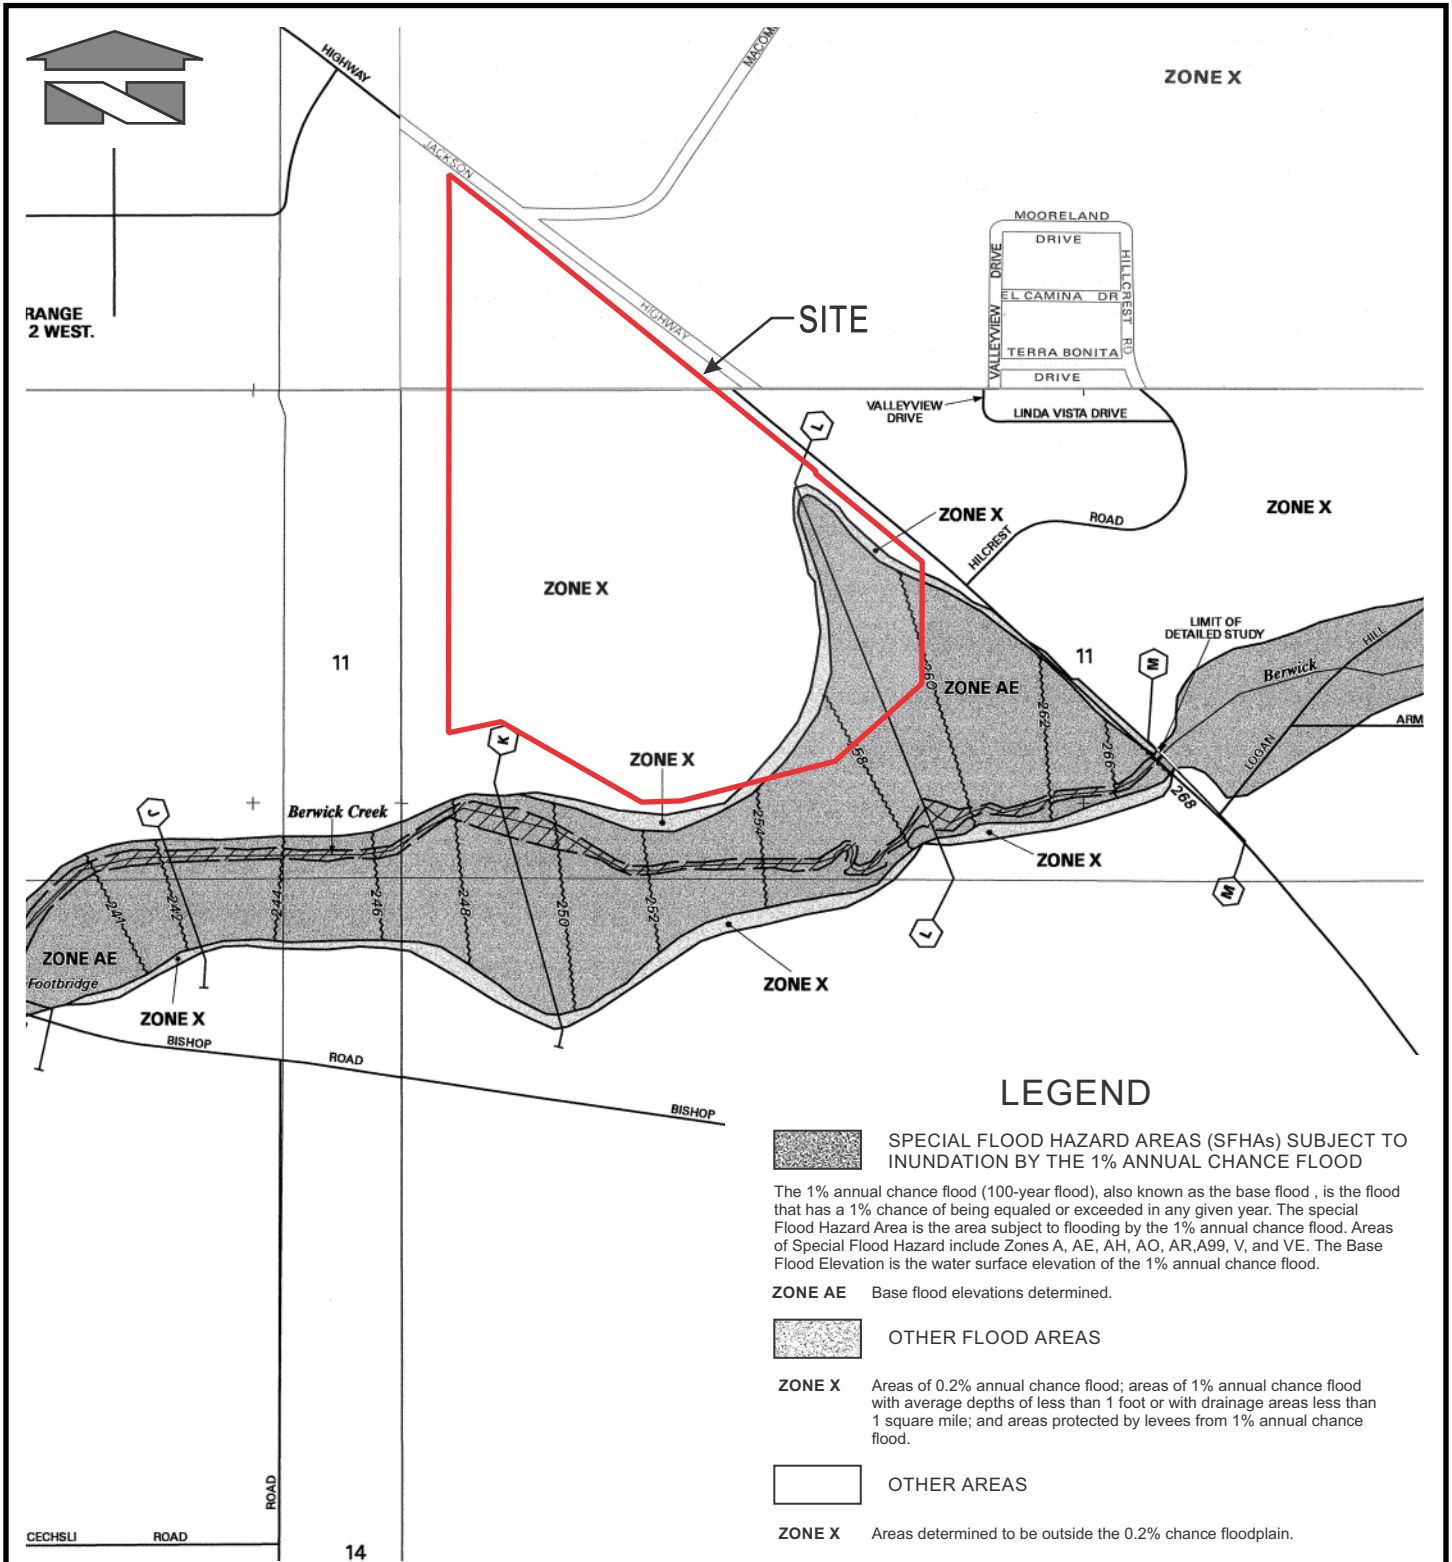 HIGHWAY
MACOM
ZONE X
JACKSON
MOORELAND
DRIVE
VALLEYVIEW DRIVE
HILLCREST RD
EL CAMINA DR
TERRA BONITA
DRIVE
HIGHWAY
SITE
RANGE
2 WEST.
VALLEYVIEW
DRIVE
LINDA VISTA DRIVE
L
ZONE X
ZONE X
ROAD
HILCREST
ZONE X
LIMIT OF
DETAILED STUDY
11
11
M
HILL
Berwick
260
ZONE AE
262
ARM
K
ZONE X
58
266
LOGAN
268
J
Berwick Creek
254
ZONE X
M
241
242
244
246
248
250
252
L
ZONE AE
Footbridge
ZONE X
ZONE X
BISHOP
ROAD
BISHOP
LEGEND
SPECIAL FLOOD HAZARD AREAS (SFHAs) SUBJECT TO
INUNDATION BY THE 1% ANNUAL CHANCE FLOOD
The 1% annual chance flood (100-year flood), also known as the base flood , is the flood
that has a 1% chance of being equaled or exceeded in any given year. The special
Flood Hazard Area is the area subject to flooding by the 1% annual chance flood. Areas
of Special Flood Hazard include Zones A, AE, AH, AO, AR,A99, V, and VE. The Base
Flood Elevation is the water surface elevation of the 1% annual chance flood.
ZONE AE Base flood elevations determined.
OTHER FLOOD AREAS
ZONE X Areas of 0.2% annual chance flood; areas of 1% annual chance flood
with average depths of less than 1 foot or with drainage areas less than
1 square mile; and areas protected by levees from 1% annual chance
flood.
OTHER AREAS
ZONE X Areas determined to be outside the 0.2% chance floodplain.
ROAD
CECHSLI ROAD
14